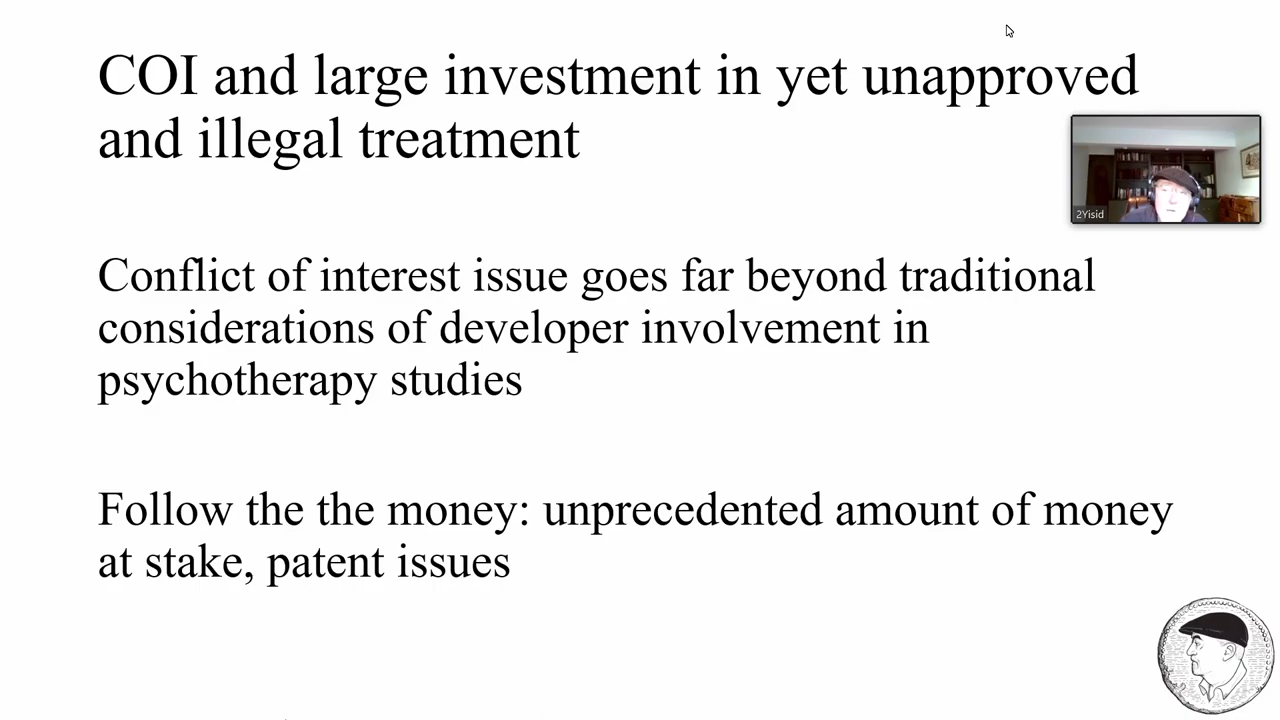 COI and large investment in yet unapproved
and illegal treatment
2Yisid
Conflict of interest issue goes far beyond traditional
considerations of developer involvement in
psychotherapy studies
Follow the the money: unprecedented amount of money
at stake, patent issues